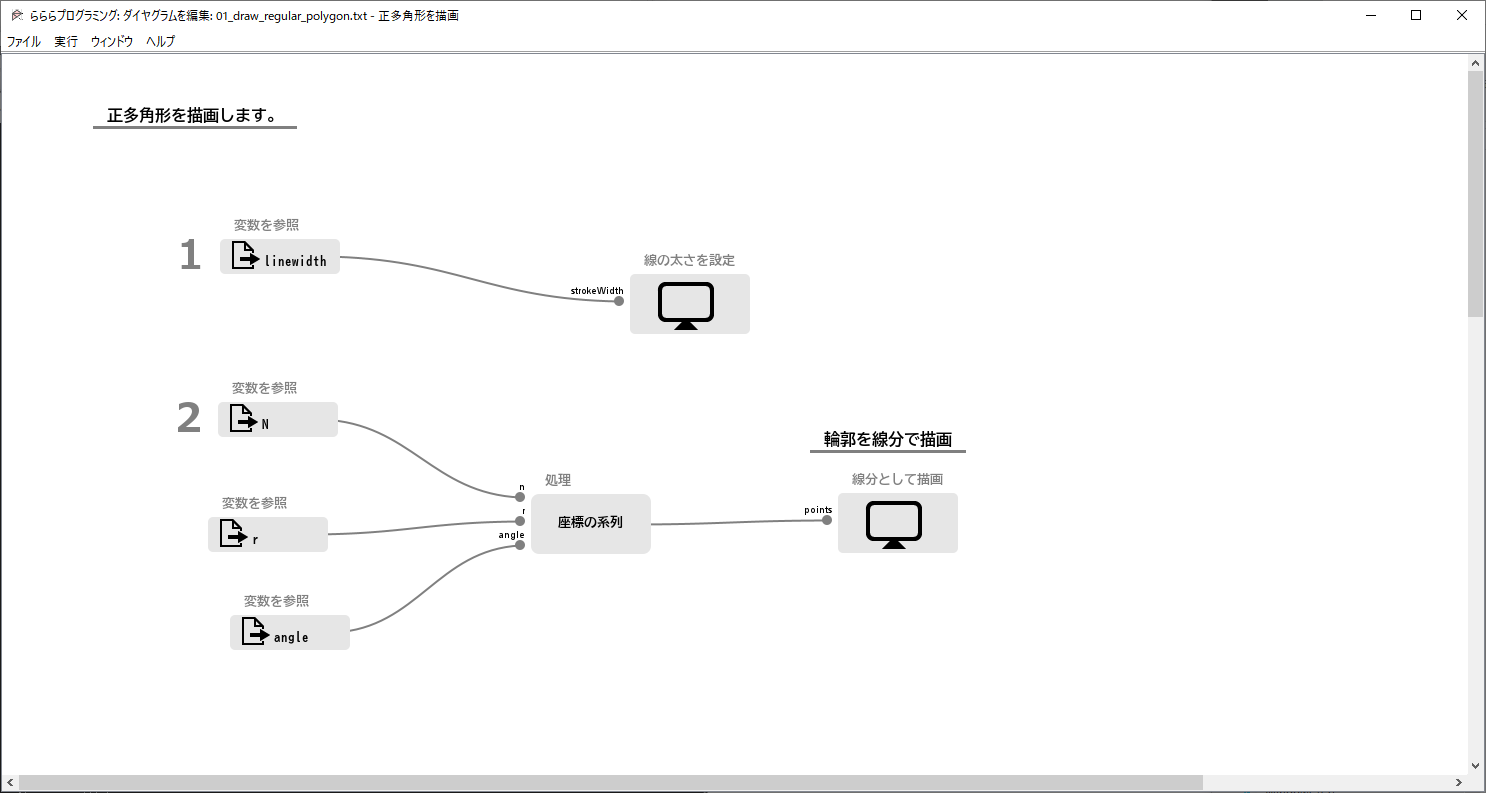 らららプログラミング: ダイヤグラムを編集: 01_draw_regular_polygon.txt - 正多角形を描画
ファイル 実行 ウィンドウ ヘルプ
正多角形を描画します。
変数を参照
1
linewidth
線の太さを設定
strokeWidth
変数を参照
2
N
輪郭を線分で描画
処理
線分として描画
n
変数を参照
r
points
座標の系列
angle
r
変数を参照
angle